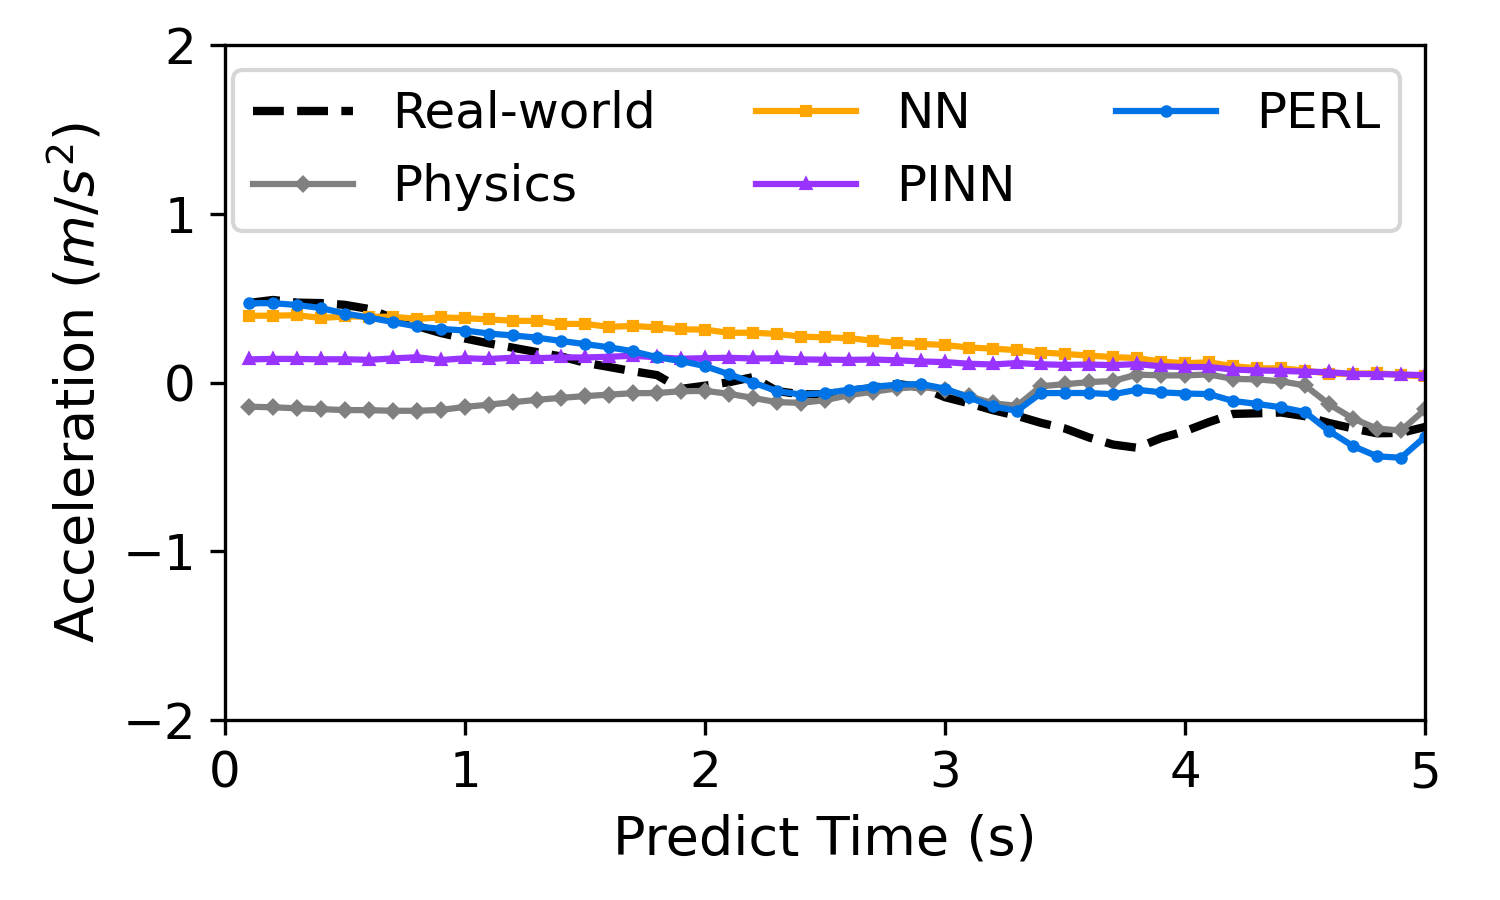 2
1
0
−1
−2
Acceleration (m/s²)
Real-world
Physics
NN
PINN
PERL
0 1 2 3 4 5
Predict Time (s)